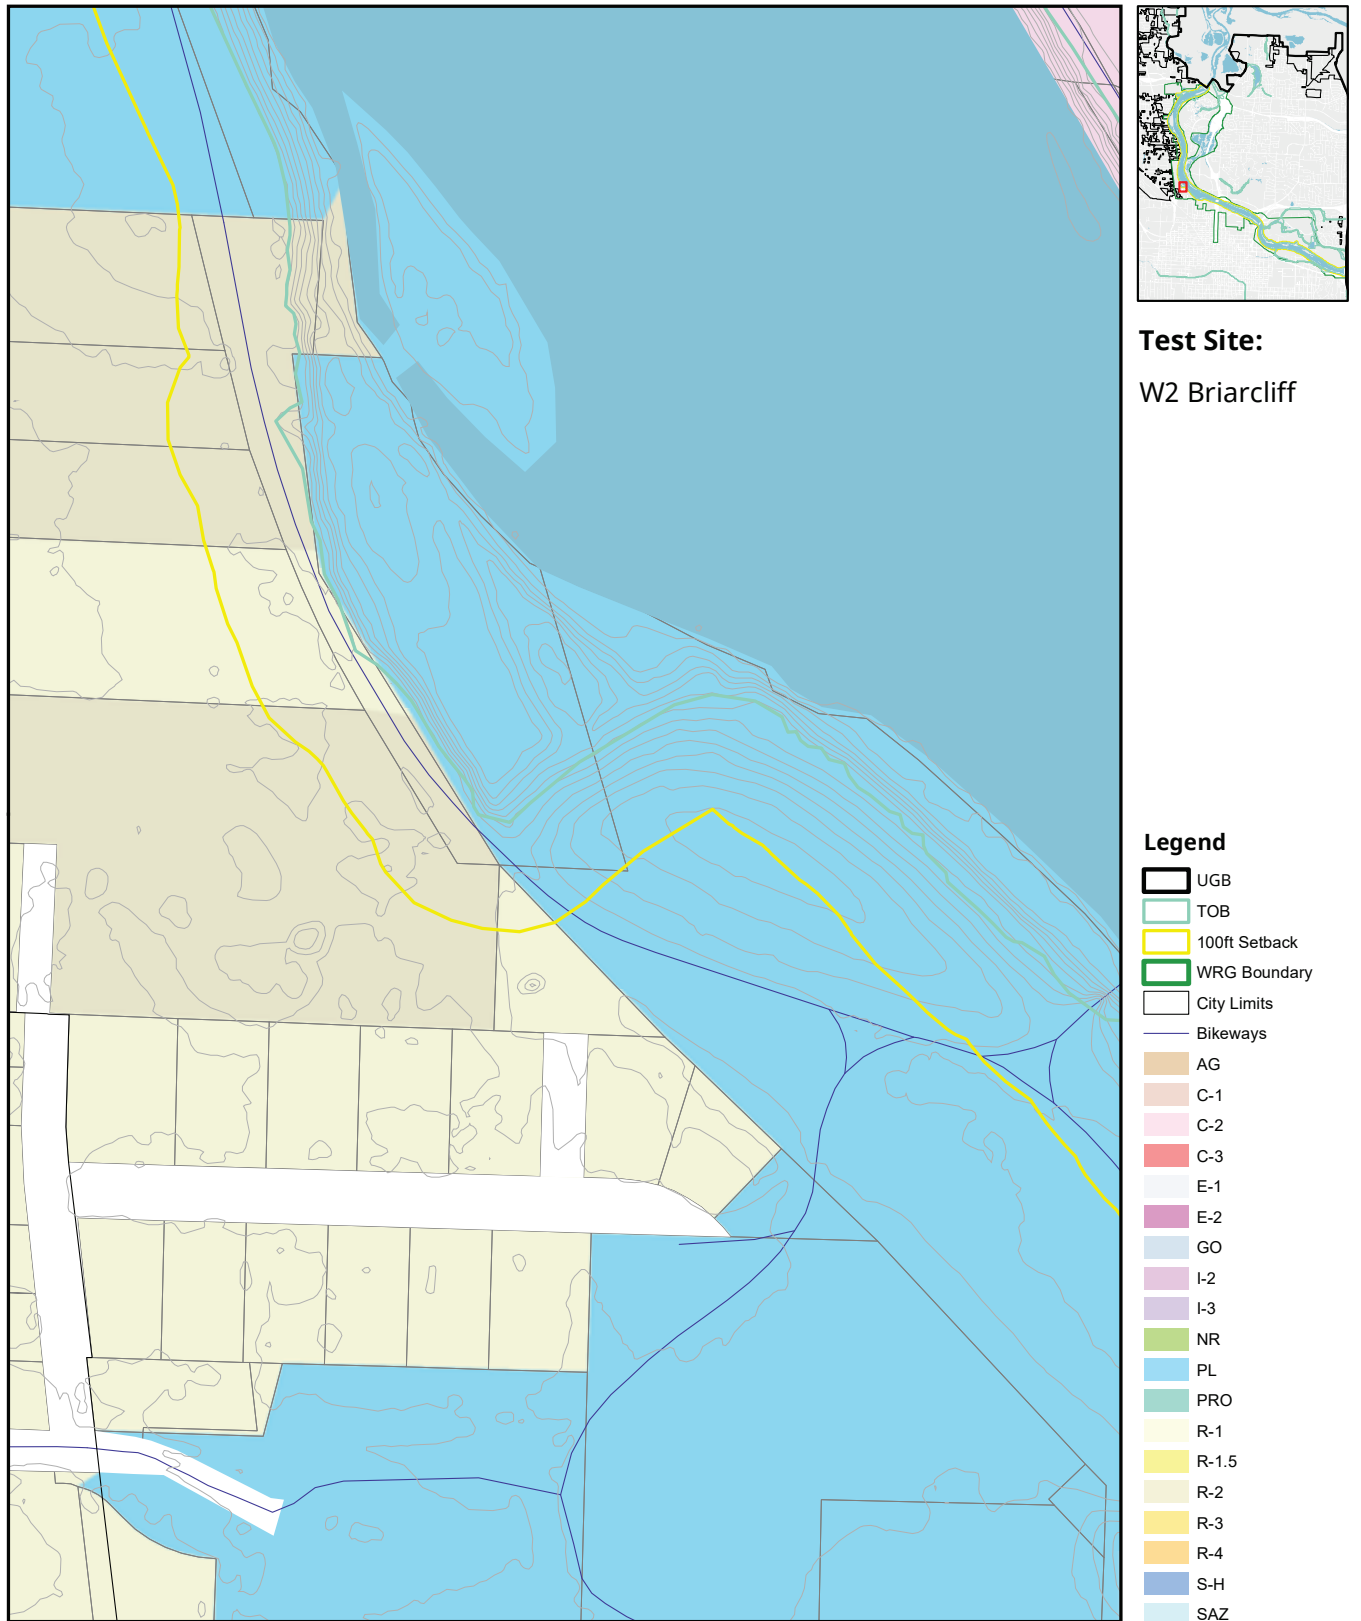 Test Site:
W2 Briarcliff
Legend
UGB
TOB
100ft Setback
WRG Boundary
City Limits
Bikeways
AG
C-1
C-2
C-3
E-1
E-2
GO
I-2
I-3
NR
PL
PRO
R-1
R-1.5
R-2
R-3
R-4
S-H
SAZ